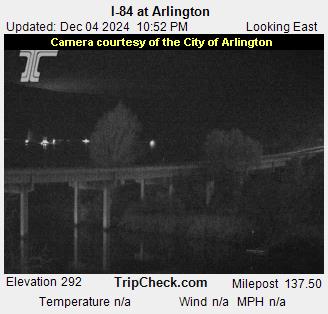 I-84 at Arlington
Updated: Dec 04 2024 10:52 PM Looking East
Camera courtesy of the City of Arlington
Elevation 292 TripCheck.com Milepost 137.50
Temperature n/a Wind n/a MPH n/a